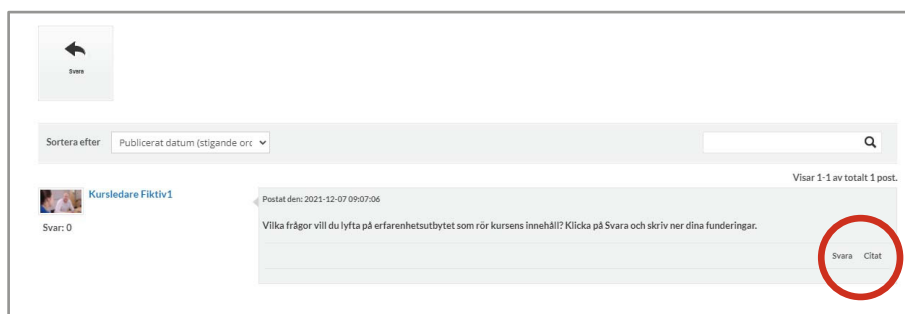 Svara
Sortera efter Publicerat datum (stigande orc
Visar 1-1 av totalt 1 post.
Kursledare Fiktiv1
Svar: 0
Postat den: 2021-12-07 09:07:06
Vilka frågor vill du lyfta på erfarenhetsutbytet som rör kursens innehåll? Klicka på Svara och skriv ner dina funderingar.
Svara Citat